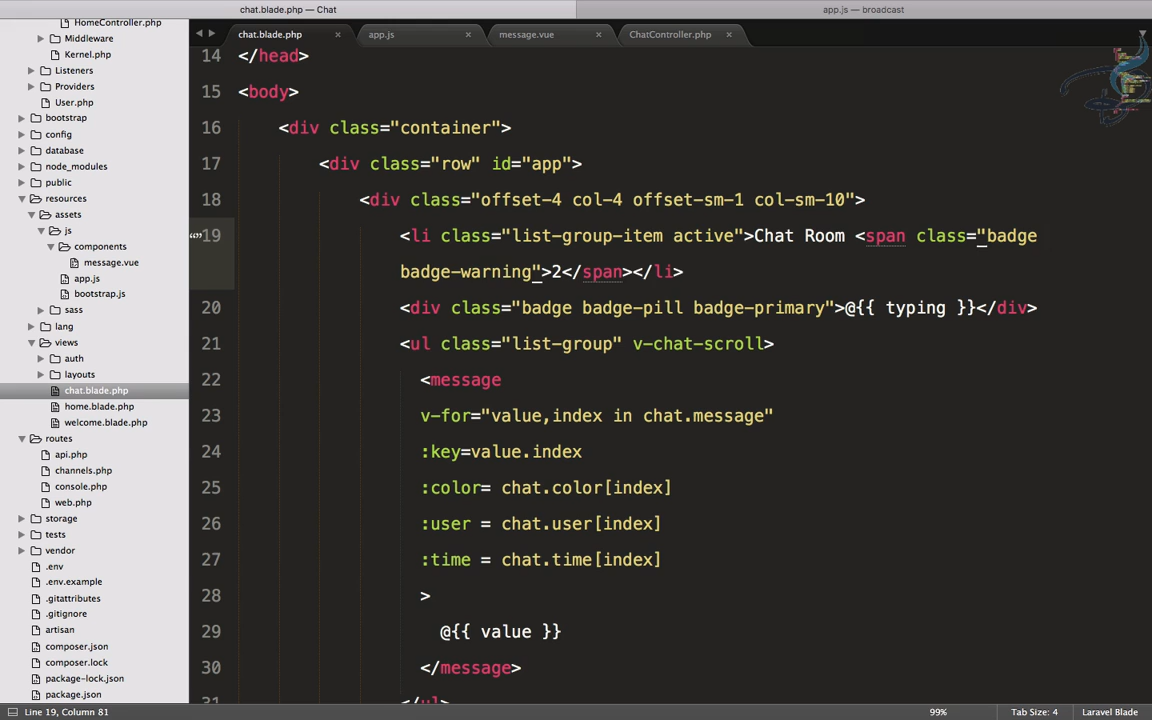 chat.blade.php — Chat
app.js — broadcast
HomeController.php
Middleware
Kernel.php
Listeners
Providers
User.php
bootstrap
config
database
node_modules
public
resources
assets
js
components
message.vue
app.js
bootstrap.js
sass
lang
views
auth
layouts
chat.blade.php
home.blade.php
welcome.blade.php
routes
api.php
channels.php
console.php
web.php
storage
tests
vendor
.env
.env.example
.gitattributes
.gitignore
artisan
composer.json
composer.lock
package-lock.json
package.json
chat.blade.php × app.js × message.vue × ChatController.php ×
14 </head>
15 <body>
16 <div class="container">
17 <div class="row" id="app">
18 <div class="offset-4 col-4 offset-sm-1 col-sm-10">
19 <li class="list-group-item active">Chat Room <span class="badge
badge-warning">2</span></li>
20 <div class="badge badge-pill badge-primary">@{{ typing }}</div>
21 <ul class="list-group" v-chat-scroll>
22 <message
23 v-for="value,index in chat.message"
24 :key=value.index
25 :color= chat.color[index]
26 :user = chat.user[index]
27 :time = chat.time[index]
28 >
29 @{{ value }}
30 </message>
31 </ul>
Line 19, Column 81
99%
Tab Size: 4
Laravel Blade